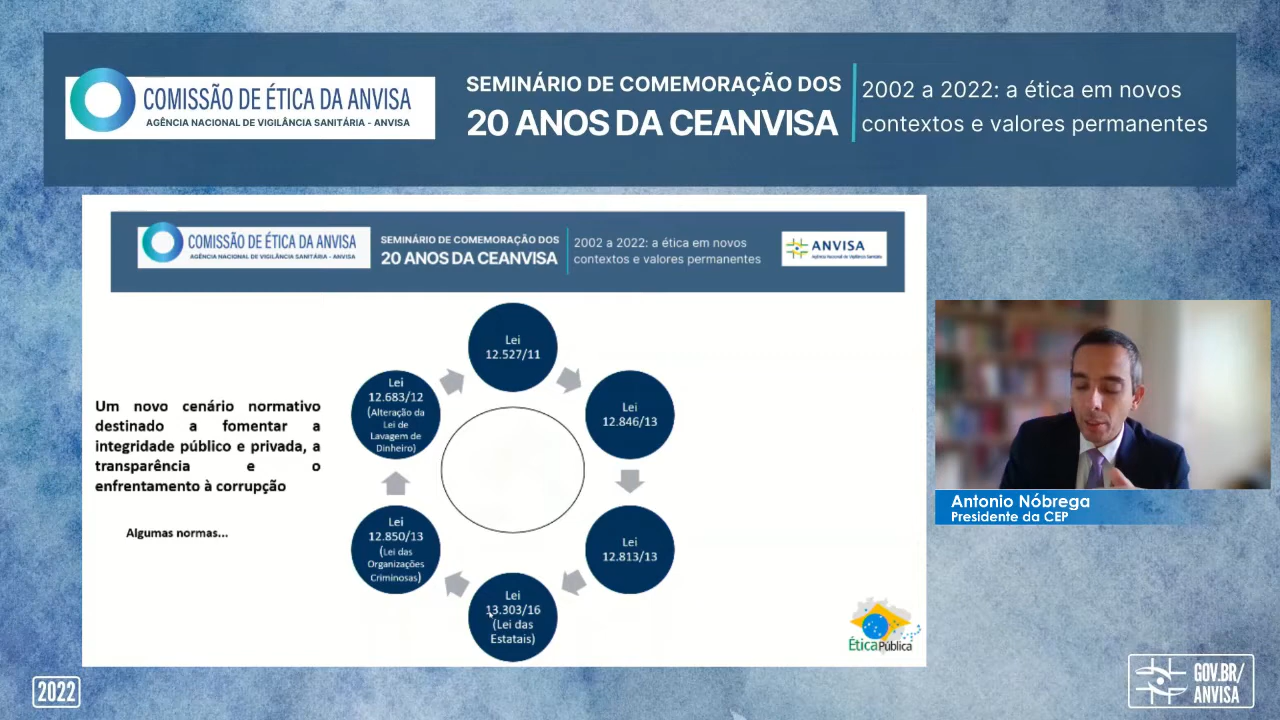 COMISSÃO DE ÉTICA DA ANVISA
AGÊNCIA NACIONAL DE VIGILÂNCIA SANITÁRIA - ANVISA
SEMINÁRIO DE COMEMORAÇÃO DOS
20 ANOS DA CEANVISA
2002 a 2022: a ética em novos
contextos e valores permanentes
COMISSÃO DE ÉTICA DA ANVISA
AGÊNCIA NACIONAL DE VIGILÂNCIA SANITÁRIA - ANVISA
SEMINÁRIO DE COMEMORAÇÃO DOS
20 ANOS DA CEANVISA
2002 a 2022: a ética em novos
contextos e valores permanentes
ANVISA
Agência Nacional de Vigilância Sanitária
Um novo cenário normativo
destinado a fomentar a
integridade público e privada, a
transparência e o
enfrentamento à corrupção
Algumas normas...
Lei
12.527/11
Lei
12.846/13
Lei
12.813/13
Lei
13.303/16
(Lei das
Estatais)
Lei
12.850/13
(Lei das
Organizações
Criminosas)
Lei
12.683/12
(Alteração da
Lei de
Lavagem de
Dinheiro)
ÉticaPública
Antonio Nóbrega
Presidente da CEP
2022
GOV.BR/
ANVISA